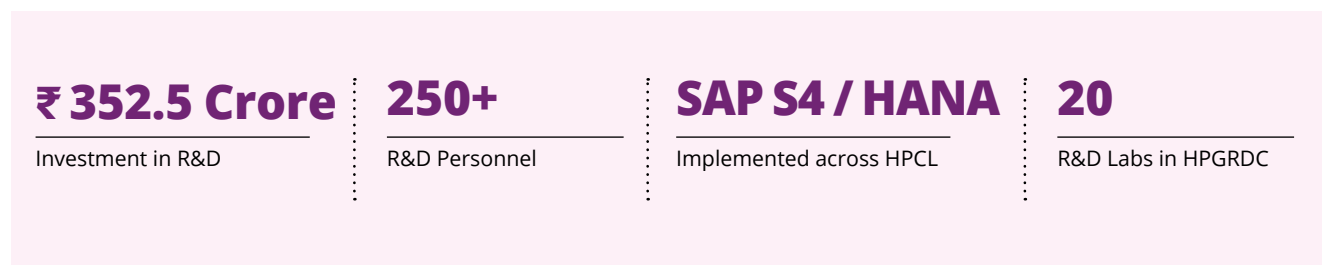 ₹ 352.5 Crore
Investment in R&D
250+
R&D Personnel
SAP S4 / HANA
Implemented across HPCL
20
R&D Labs in HPGRDC